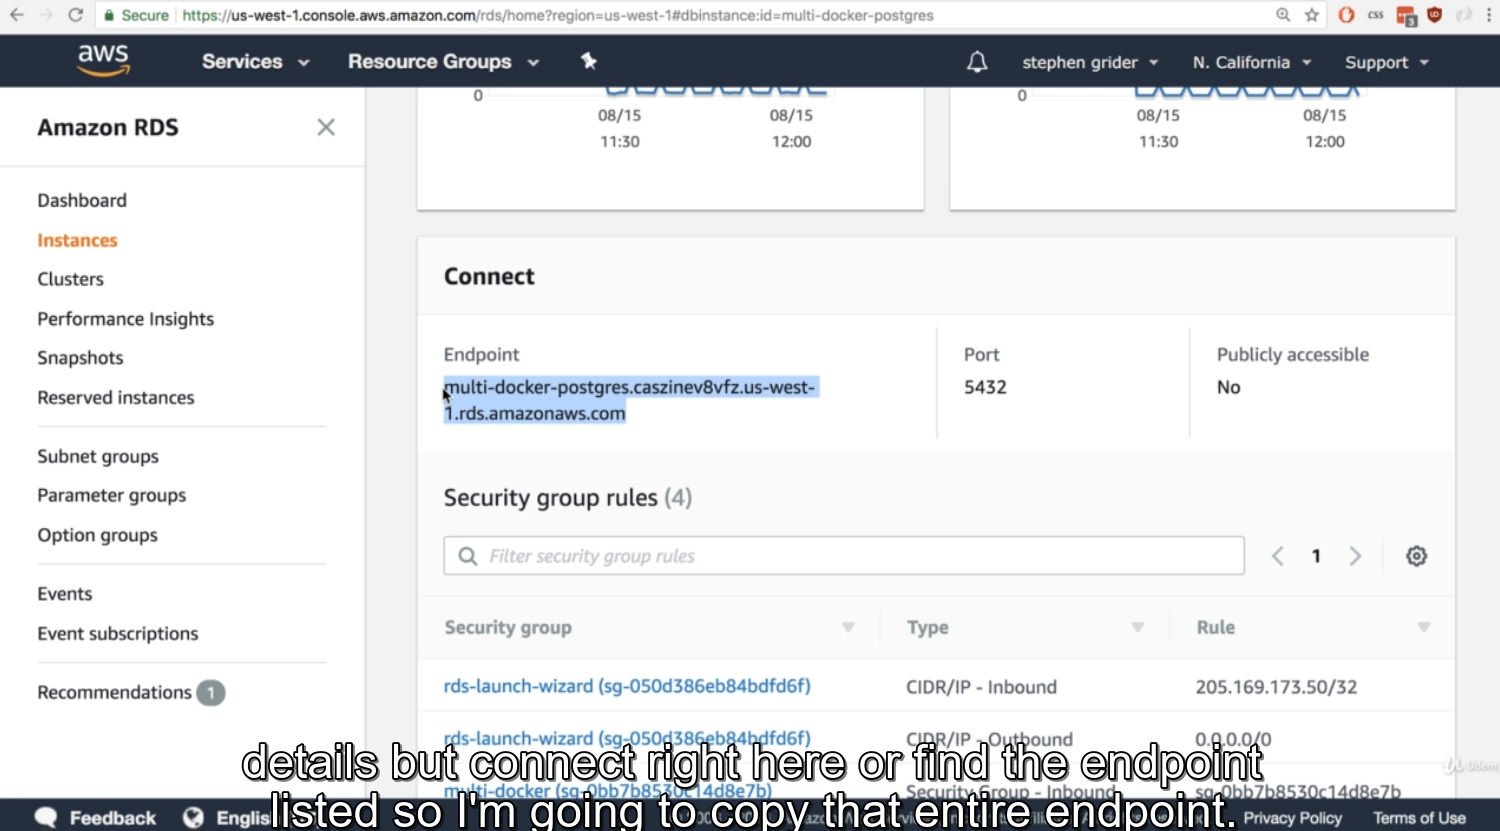 Secure https://us-west-1.console.aws.amazon.com/rds/home?region=us-west-1#dbinstance:id=multi-docker-postgres
css
3
aws Services Resource Groups stephen grider N. California Support
Amazon RDS
Dashboard
Instances
Clusters
Performance Insights
Snapshots
Reserved instances
Subnet groups
Parameter groups
Option groups
Events
Event subscriptions
Recommendations 1
0
08/15 08/15
11:30 12:00
0
08/15 08/15
11:30 12:00
Connect
Endpoint
multi-docker-postgres.caszinev8vfz.us-west-
1.rds.amazonaws.com
Port
5432
Publicly accessible
No
Security group rules (4)
Filter security group rules
1
Security group Type Rule
rds-launch-wizard (sg-050d386eb84bdfd6f) CIDR/IP - Inbound 205.169.173.50/32
rds-launch-wizard (sg-050d386eb84bdfd6f) CIDR/IP - Outbound 0.0.0.0/0
multi-docker (sg-0bb7b8530c14d8e7b) Security Group - Inbound sg-0bb7b8530c14d8e7b
details but connect right here or find the endpoint
listed so I'm going to copy that entire endpoint.
Udemy
Feedback Privacy Policy Terms of Use